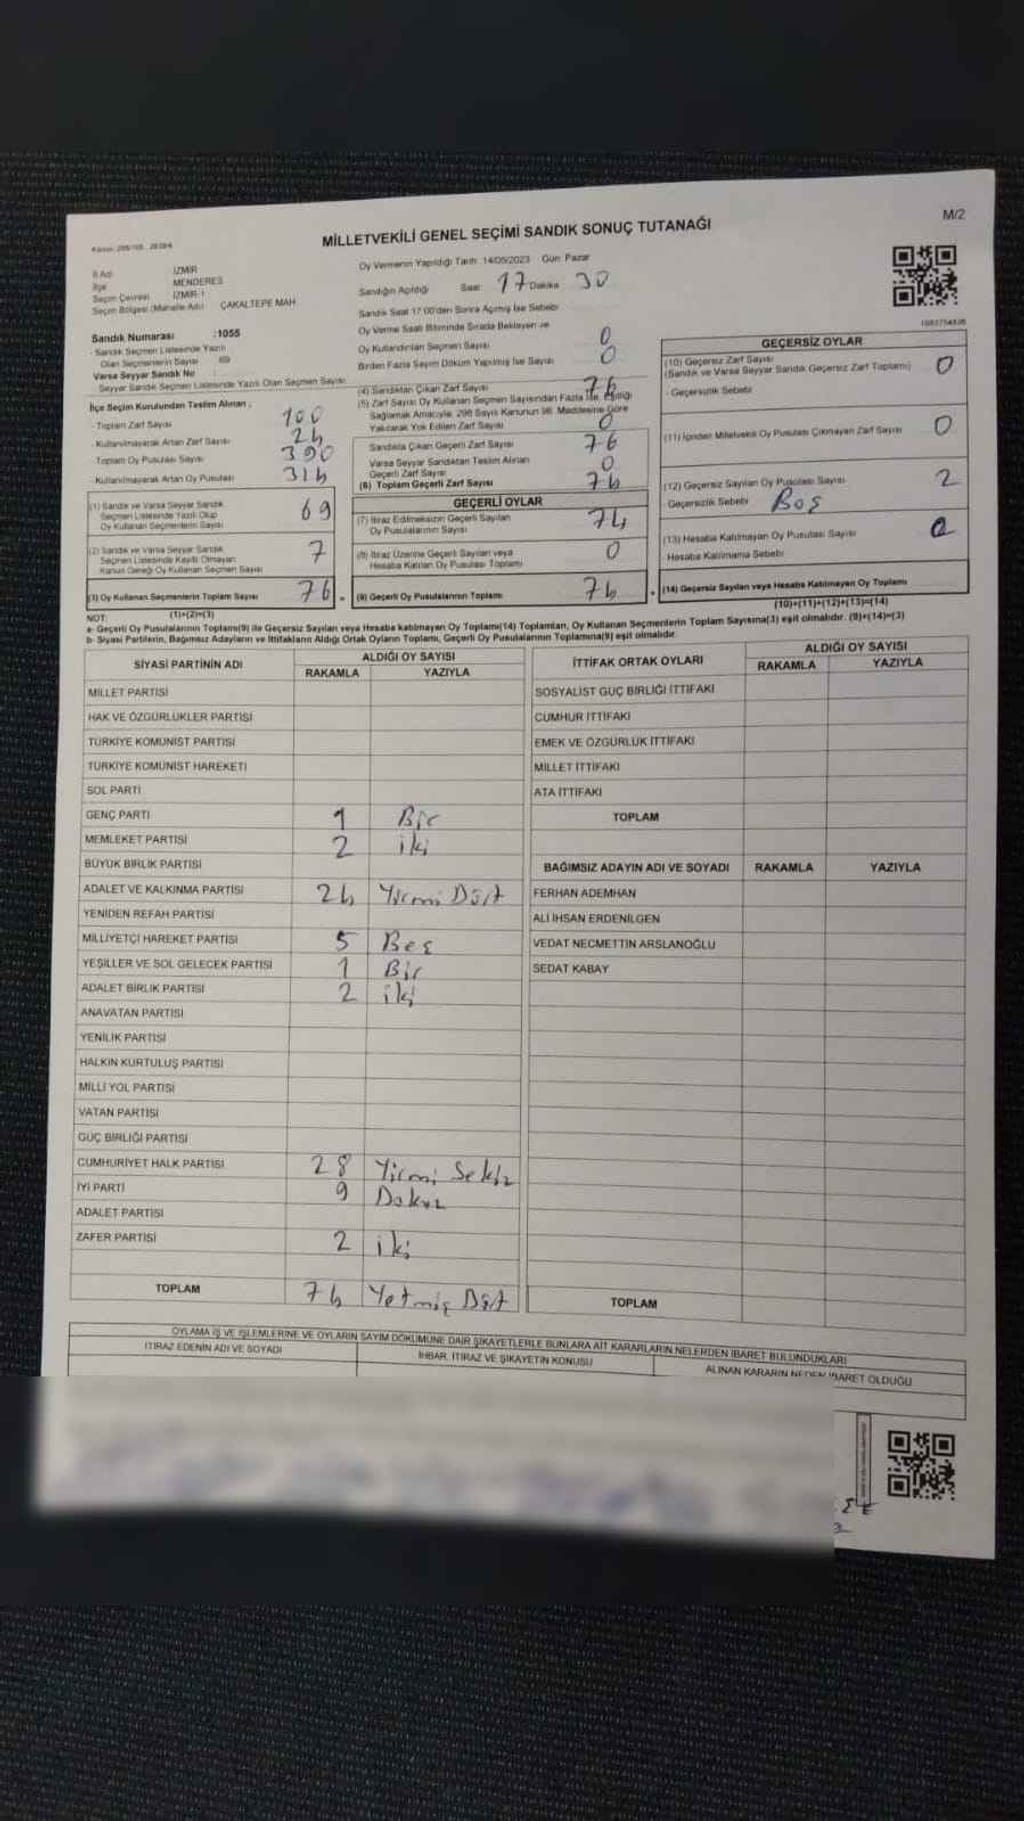 M/2
MİLLETVEKİLİ GENEL SEÇİMİ SANDIK SONUÇ TUTANAĞI
İl Adı İZMİR
İlçe MENDERES
Seçim Çevresi İZMİR-1
Seçim Bölgesi (Mahalle Adı) ÇAKALTEPE MAH.
Sandık Numarası :1055
Sandık Seçmen Listesinde Yazılı
Olan Seçmenlerin Sayısı
Varsa Seyyar Sandık No :
Seyyar Sandık Seçmen Listesinde Yazılı Olan Seçmen Sayısı
İlçe Seçim Kurulundan Teslim Alınan ;
- Toplam Zarf Sayısı 100
- Kullanılmayarak Artan Zarf Sayısı 24
- Toplam Oy Pusulası Sayısı 390
- Kullanılmayarak Artan Oy Pusulası 314
(1) Sandık ve Varsa Seyyar Sandık
Seçmen Listesinde Yazılı Olup
Oy Kullanan Seçmenlerin Sayısı 69
(2) Sandık ve Varsa Seyyar Sandık
Seçmen Listesinde Kayıtlı Olmayan
Kanun Gereği Oy Kullanan Seçmen Sayısı 7
(3) Oy Kullanan Seçmenlerin Toplam Sayısı 76
(1)+(2)=(3)
Oy Vermenin Yapıldığı Tarih: 14/05/2023 Gün: Pazar
Sandığın Açıldığı Saat: 17 Dakika 30
Sandık Saat 17:00'den Sonra Açılmış İse Sebebi
Oy Verme Saati Bitiminde Sırada Bekleyen ve
Oy Kullandırılan Seçmen Sayısı 0
Birden Fazla Sayım Döküm Yapılmış İse Sayısı 0
(4) Sandıktan Çıkan Zarf Sayısı 76
(5) Zarf Sayısı Oy Kullanan Seçmen Sayısından Fazla İse, Eşitliği
Sağlamak Amacıyla, 298 Sayılı Kanunun 98. Maddesine Göre
Yakılarak Yok Edilen Zarf Sayısı 0
Sandıkta Çıkan Geçerli Zarf Sayısı 76
Varsa Seyyar Sandıktan Teslim Alınan
Geçerli Zarf Sayısı 0
(6) Toplam Geçerli Zarf Sayısı 76
GEÇERLİ OYLAR
(7) İtiraz Edilmeksizin Geçerli Sayılan
Oy Pusulalarının Sayısı 74
(8) İtiraz Üzerine Geçerli Sayılan veya
Hesaba Katılan Oy Pusulası Toplamı 0
(9) Geçerli Oy Pusulalarının Toplamı 74
GEÇERSİZ OYLAR
(10) Geçersiz Zarf Sayısı
(Sandık ve Varsa Seyyar Sandık Geçersiz Zarf Toplamı) 0
- Geçersizlik Sebebi
(11) İçinden Milletvekili Oy Pusulası Çıkmayan Zarf Sayısı 0
(12) Geçersiz Sayılan Oy Pusulası Sayısı 2
Geçersizlik Sebebi Boş
(13) Hesaba Katılmayan Oy Pusulası Sayısı
Hesaba Katılmama Sebebi
(14) Geçersiz Sayılan veya Hesaba Katılmayan Oy Toplamı
(10)+(11)+(12)+(13)=(14)
NOT:
a- Geçerli Oy Pusulalarının Toplamı(9) ile Geçersiz Sayılan veya Hesaba katılmayan Oy Toplamı(14) Toplamları, Oy Kullanan Seçmenlerin Toplam Sayısına(3) eşit olmalıdır. (9)+(14)=(3)
b- Siyasi Partilerin, Bağımsız Adayların ve İttifakların Aldığı Ortak Oyların Toplamı, Geçerli Oy Pusulalarının Toplamına(9) eşit olmalıdır.
SİYASİ PARTİNİN ADI ALDIĞI OY SAYISI
RAKAMLA YAZIYLA
MİLLET PARTİSİ
HAK VE ÖZGÜRLÜKLER PARTİSİ
TÜRKİYE KOMÜNİST PARTİSİ
TÜRKİYE KOMÜNİST HAREKETİ
SOL PARTİ
GENÇ PARTİ 1 Bir
MEMLEKET PARTİSİ 2 iki
BÜYÜK BİRLİK PARTİSİ
ADALET VE KALKINMA PARTİSİ 24 Yirmi Dört
YENİDEN REFAH PARTİSİ
MİLLİYETÇİ HAREKET PARTİSİ 5 Beş
YEŞİLLER VE SOL GELECEK PARTİSİ 1 Bir
ADALET BİRLİK PARTİSİ 2 iki
ANAVATAN PARTİSİ
YENİLİK PARTİSİ
HALKIN KURTULUŞ PARTİSİ
MİLLİ YOL PARTİSİ
VATAN PARTİSİ
GÜÇ BİRLİĞİ PARTİSİ
CUMHURİYET HALK PARTİSİ 28 Yirmi Sekiz
İYİ PARTİ 9 Dokuz
ADALET PARTİSİ
ZAFER PARTİSİ 2 iki
TOPLAM 74 Yetmiş Dört
İTTİFAK ORTAK OYLARI ALDIĞI OY SAYISI
RAKAMLA YAZIYLA
SOSYALİST GÜÇ BİRLİĞİ İTTİFAKI
CUMHUR İTTİFAKI
EMEK VE ÖZGÜRLÜK İTTİFAKI
MİLLET İTTİFAKI
ATA İTTİFAKI
TOPLAM
BAĞIMSIZ ADAYIN ADI VE SOYADI RAKAMLA YAZIYLA
FERHAN ADEMHAN
ALİ İHSAN ERDENİLGEN
VEDAT NECMETTİN ARSLANOĞLU
SEDAT KABAY
TOPLAM
OYLAMA İŞ VE İŞLEMLERİNE VE OYLARIN SAYIM DÖKÜMÜNE DAİR ŞİKAYETLERLE BUNLARA AİT KARARLARIN NELERDEN İBARET BULUNDUKLARI
İTİRAZ EDENİN ADI VE SOYADI İHBAR, İTİRAZ VE ŞİKAYETİN KONUSU ALINAN KARARIN NEDEN İBARET OLDUĞU